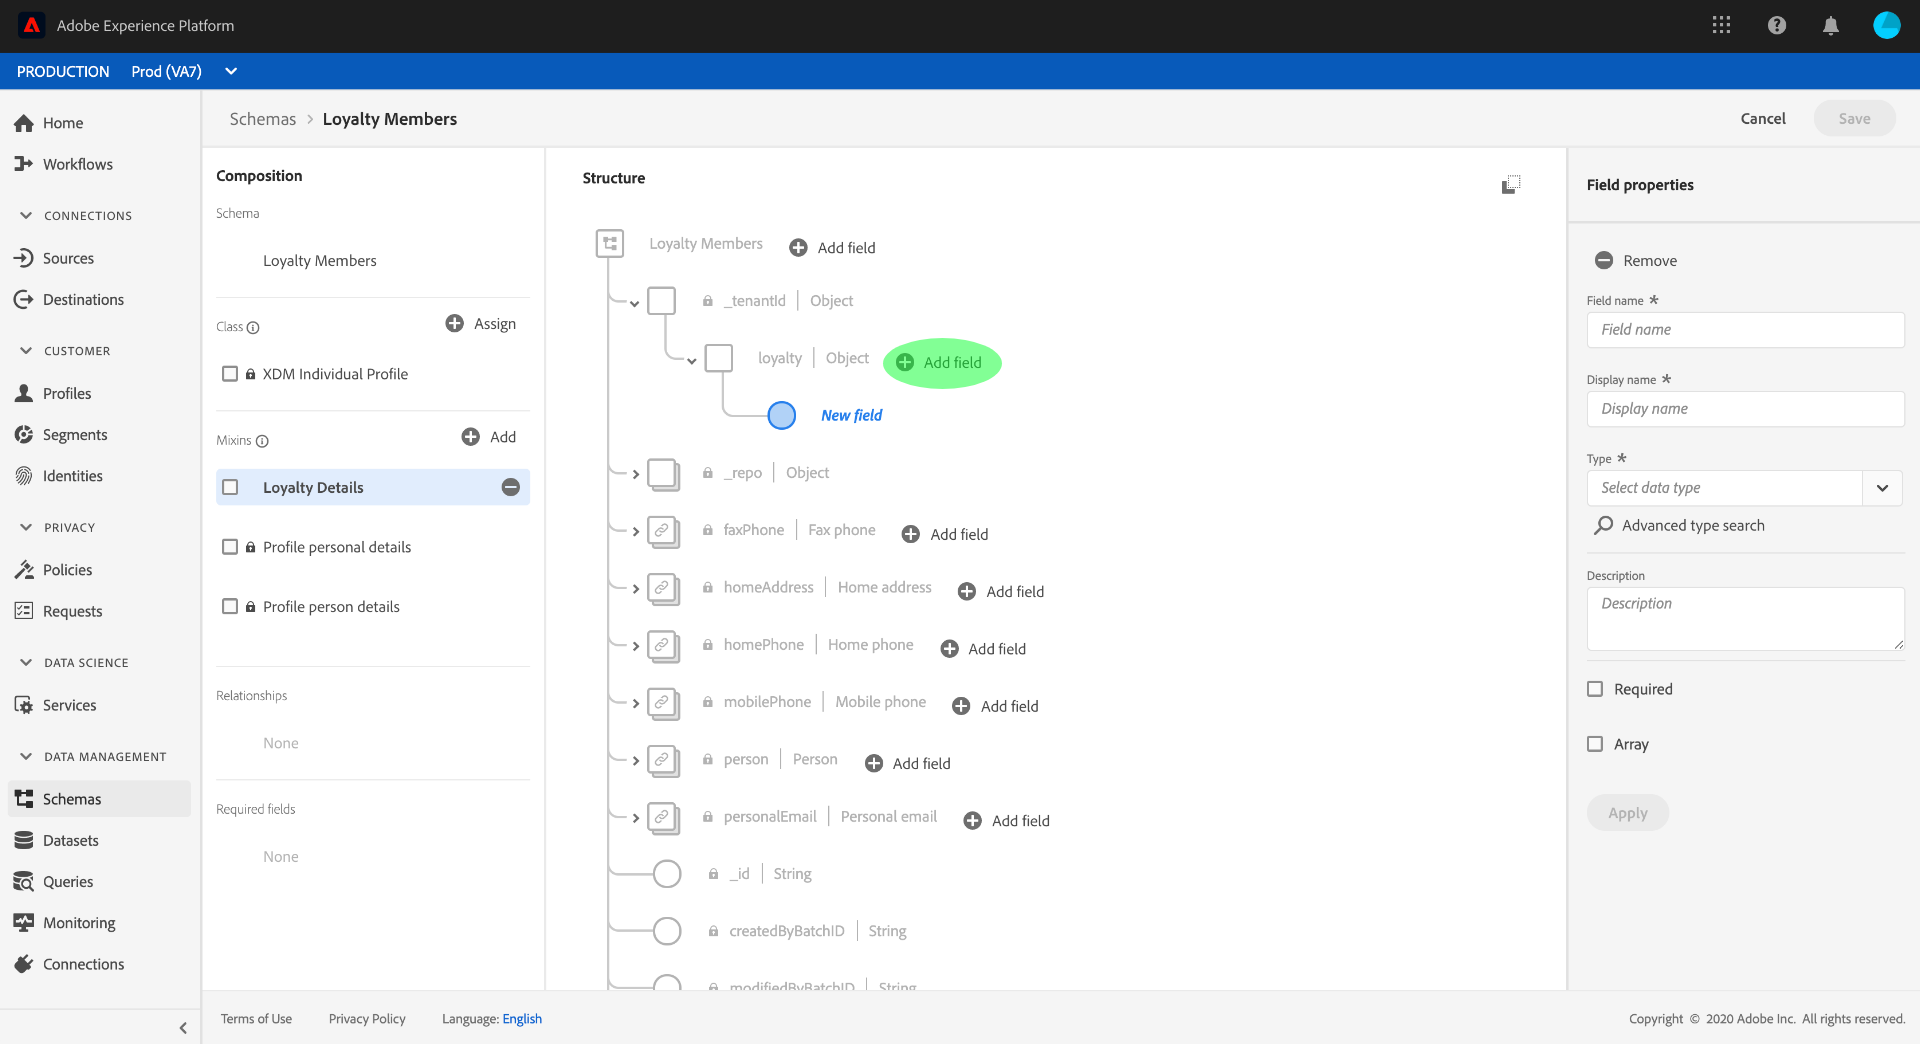 Adobe Experience Platform
PRODUCTION Prod (VA7)
Home
Workflows
CONNECTIONS
Sources
Destinations
CUSTOMER
Profiles
Segments
Identities
PRIVACY
Policies
Requests
DATA SCIENCE
Services
DATA MANAGEMENT
Schemas
Datasets
Queries
Monitoring
Connections
Schemas > Loyalty Members
Cancel
Save
Composition
Schema
Loyalty Members
Class
Assign
XDM Individual Profile
Mixins
Add
Loyalty Details
Profile personal details
Profile person details
Relationships
None
Required fields
None
Structure
Loyalty Members Add field
_tenantId | Object
loyalty | Object Add field
New field
_repo | Object
faxPhone | Fax phone Add field
homeAddress | Home address Add field
homePhone | Home phone Add field
mobilePhone | Mobile phone Add field
person | Person Add field
personalEmail | Personal email Add field
_id | String
createdByBatchID | String
modifiedByBatchID | String
Field properties
Remove
Field name *
Field name
Display name *
Display name
Type *
Select data type
Advanced type search
Description
Description
Required
Array
Apply
Terms of Use Privacy Policy Language: English
Copyright © 2020 Adobe Inc. All rights reserved.